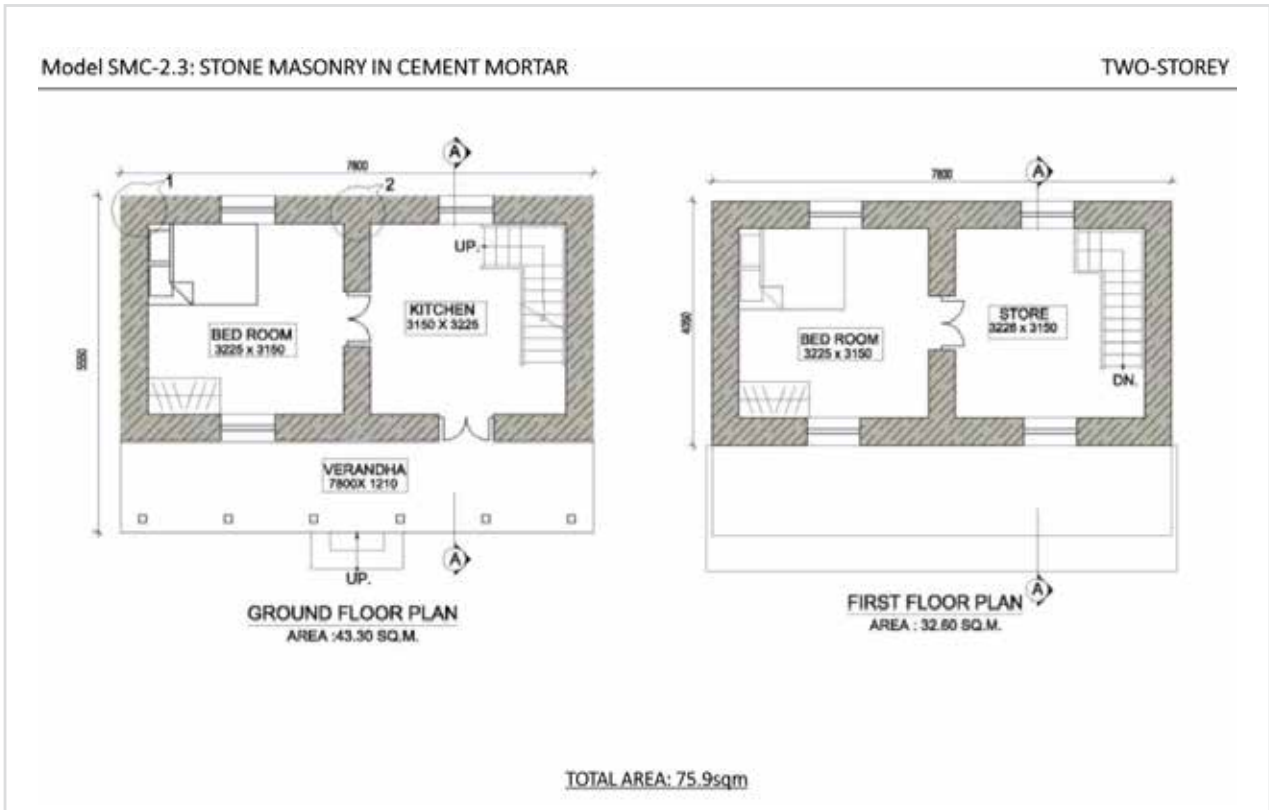 Model SMC-2.3: STONE MASONRY IN CEMENT MORTAR
TWO-STOREY
7800
A
1
2
UP.
KITCHEN
3150 X 3225
BED ROOM
3225 x 3150
VERANDHA
7800X 1210
UP.
A
GROUND FLOOR PLAN
AREA :43.30 SQ.M.
7800
A
STORE
3225 x 3150
BED ROOM
3225 x 3150
DN.
A
FIRST FLOOR PLAN
AREA : 32.60 SQ.M.
TOTAL AREA: 75.9sqm